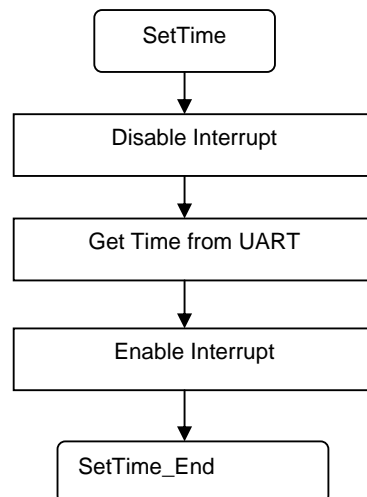 SetTime
Disable Interrupt
Get Time from UART
Enable Interrupt
SetTime_End